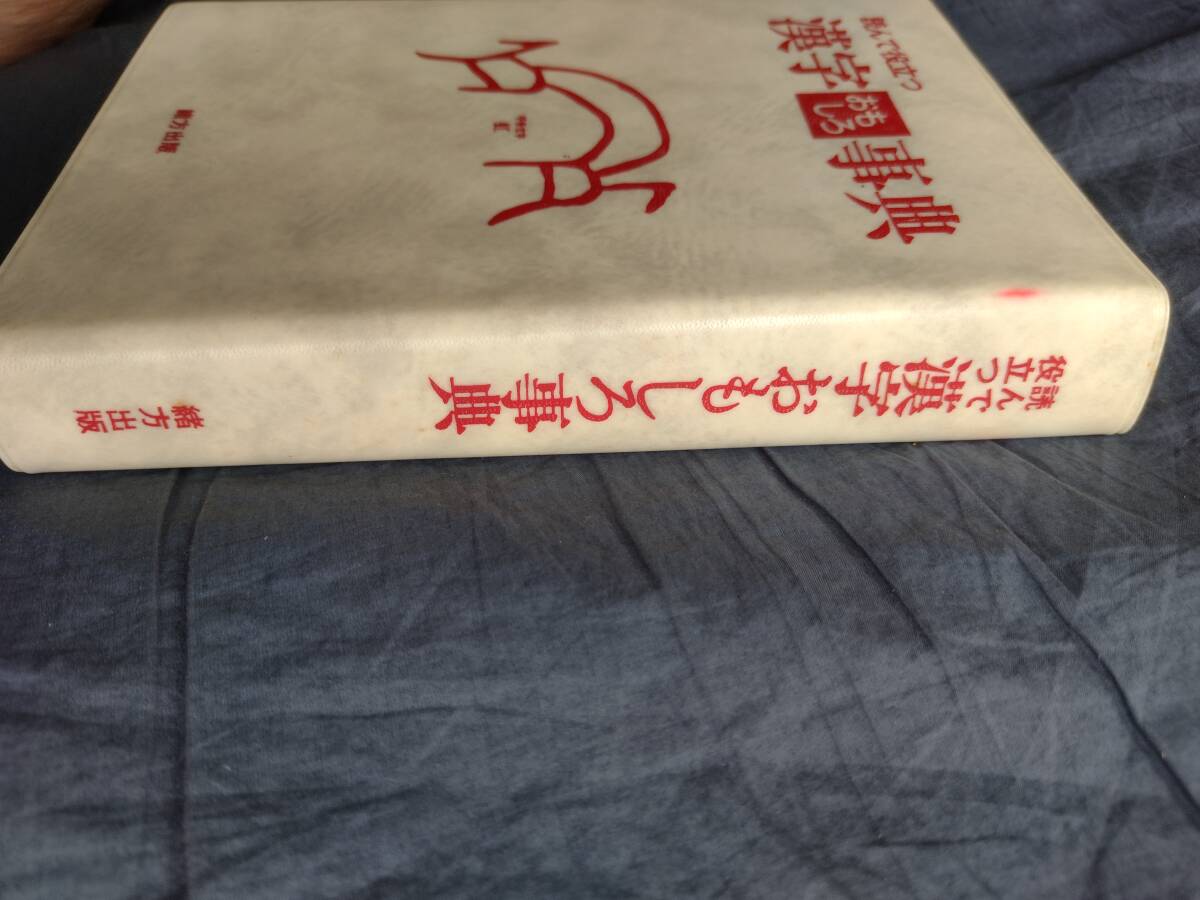 読んで役立つ
漢字おもしろ事典
緒方出版
読んで役立つ
漢字おもしろ事典
緒方出版